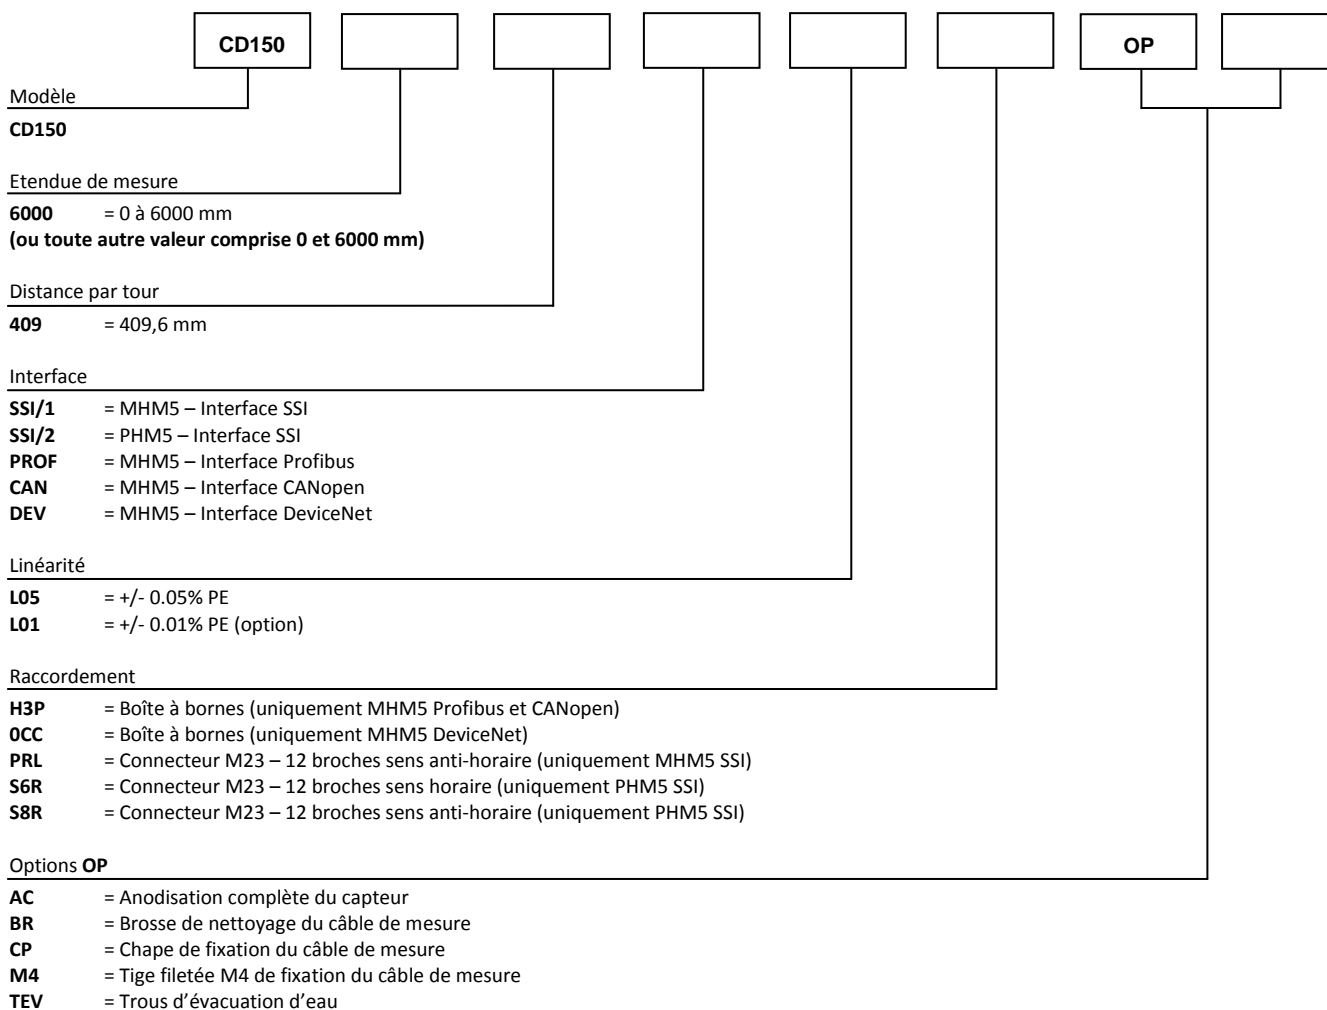 CD150 OP
Modèle
CD150
Etendue de mesure
6000 = 0 à 6000 mm
(ou toute autre valeur comprise 0 et 6000 mm)
Distance par tour
409 = 409,6 mm
Interface
SSI/1 = MHM5 – Interface SSI
SSI/2 = PHM5 – Interface SSI
PROF = MHM5 – Interface Profibus
CAN = MHM5 – Interface CANopen
DEV = MHM5 – Interface DeviceNet
Linéarité
L05 = +/- 0.05% PE
L01 = +/- 0.01% PE (option)
Raccordement
H3P = Boîte à bornes (uniquement MHM5 Profibus et CANopen)
0CC = Boîte à bornes (uniquement MHM5 DeviceNet)
PRL = Connecteur M23 – 12 broches sens anti-horaire (uniquement MHM5 SSI)
S6R = Connecteur M23 – 12 broches sens horaire (uniquement PHM5 SSI)
S8R = Connecteur M23 – 12 broches sens anti-horaire (uniquement PHM5 SSI)
Options OP
AC = Anodisation complète du capteur
BR = Brosse de nettoyage du câble de mesure
CP = Chape de fixation du câble de mesure
M4 = Tige filetée M4 de fixation du câble de mesure
TEV = Trous d'évacuation d'eau